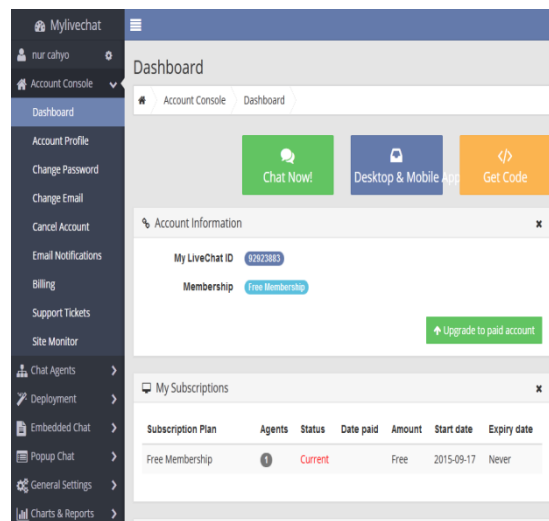 Mylivechat
nur cahyo
Account Console
Dashboard
Account Profile
Change Password
Change Email
Cancel Account
Email Notifications
Billing
Support Tickets
Site Monitor
Chat Agents
Deployment
Embedded Chat
Popup Chat
General Settings
Charts & Reports
Dashboard
Account Console Dashboard
Chat Now!
Desktop & Mobile App
Get Code
Account Information x
My LiveChat ID 92923883
Membership Free Membership
Upgrade to paid account
My Subscriptions x
Subscription Plan Agents Status Date paid Amount Start date Expiry date
Free Membership 1 Current Free 2015-09-17 Never